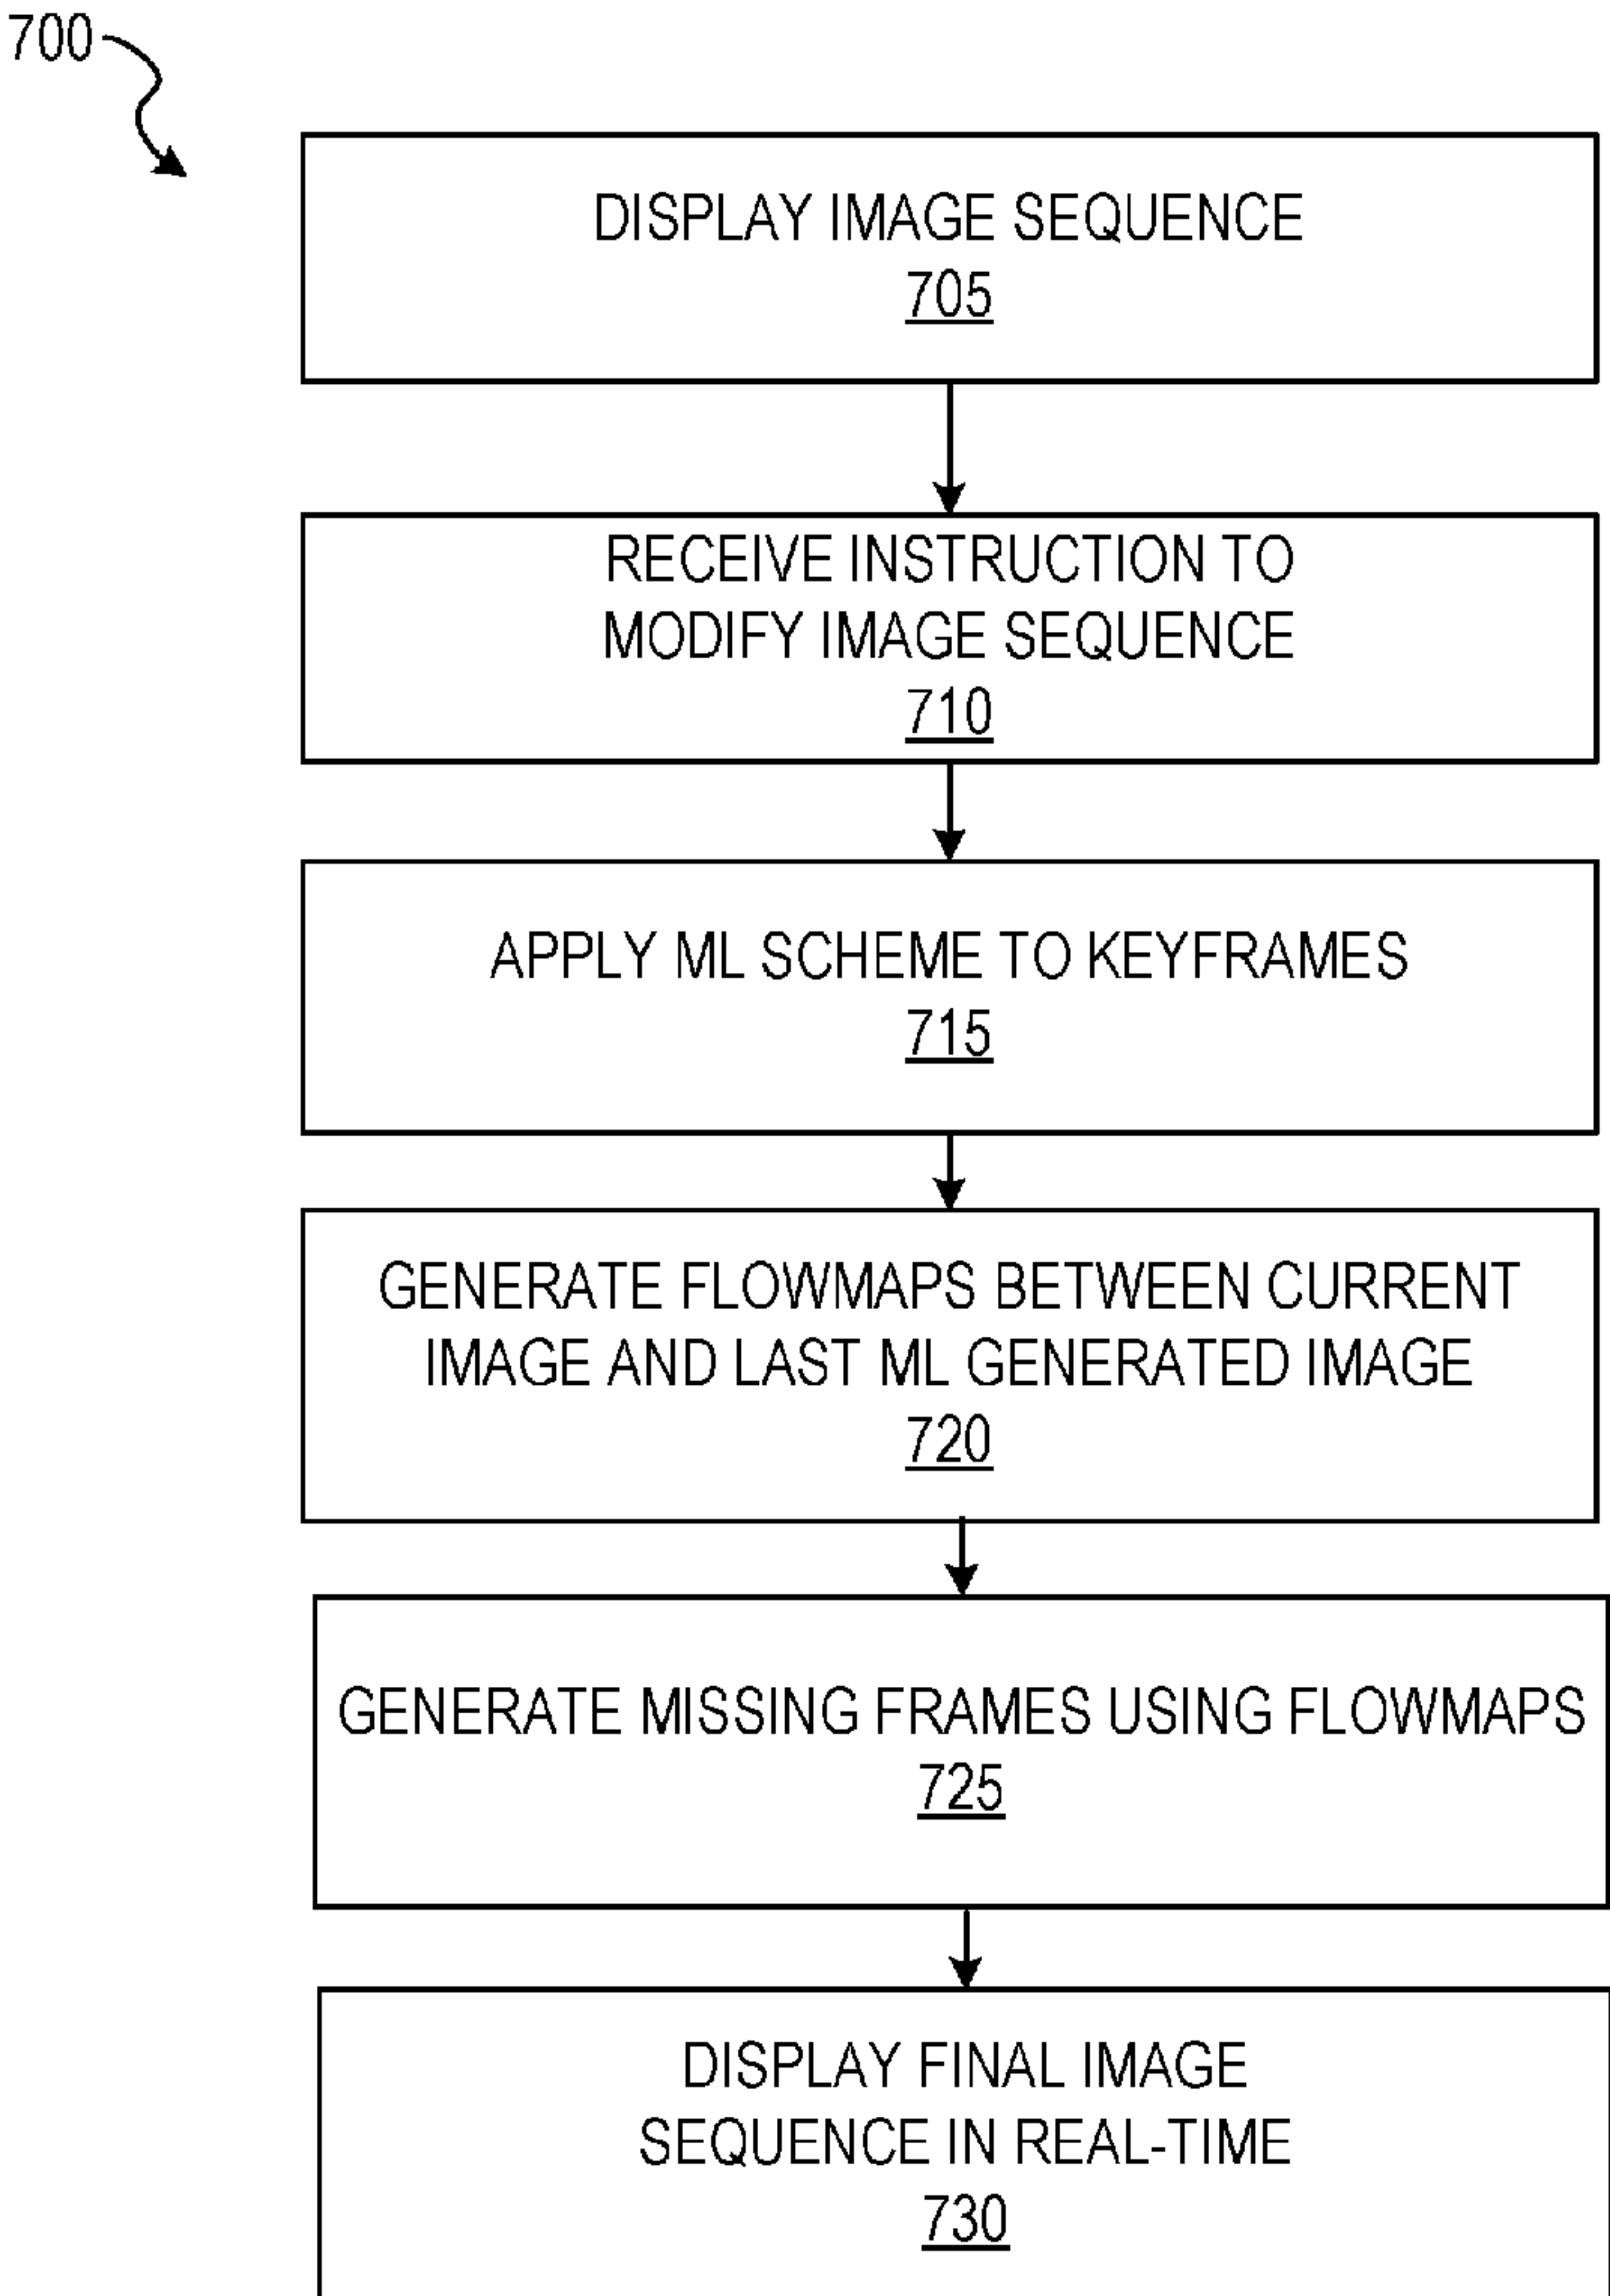 700
DISPLAY IMAGE SEQUENCE
705
RECEIVE INSTRUCTION TO
MODIFY IMAGE SEQUENCE
710
APPLY ML SCHEME TO KEYFRAMES
715
GENERATE FLOWMAPS BETWEEN CURRENT
IMAGE AND LAST ML GENERATED IMAGE
720
GENERATE MISSING FRAMES USING FLOWMAPS
725
DISPLAY FINAL IMAGE
SEQUENCE IN REAL-TIME
730